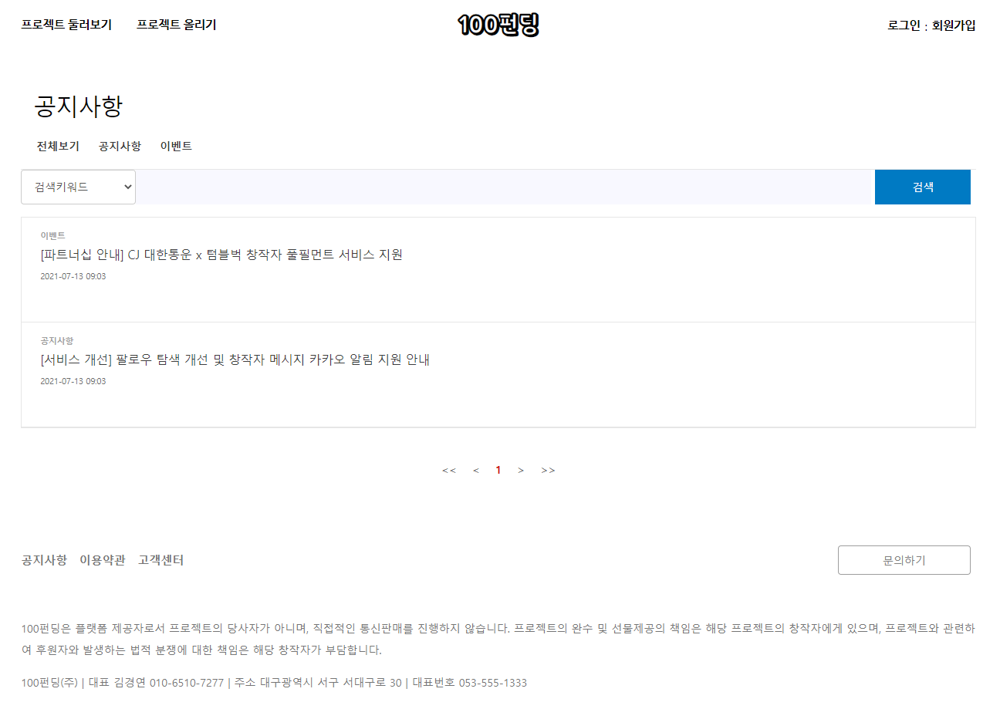 프로젝트 둘러보기 프로젝트 올리기 100펀딩 로그인 : 회원가입
공지사항
전체보기 공지사항 이벤트
검색키워드 검색
이벤트
[파트너십 안내] CJ 대한통운 x 텀블벅 창작자 풀필먼트 서비스 지원
2021-07-13 09:03
공지사항
[서비스 개선] 팔로우 탐색 개선 및 창작자 메시지 카카오 알림 지원 안내
2021-07-13 09:03
<< < 1 > >>
공지사항 이용약관 고객센터 문의하기
100펀딩은 플랫폼 제공자로서 프로젝트의 당사자가 아니며, 직접적인 통신판매를 진행하지 않습니다. 프로젝트의 완수 및 선물제공의 책임은 해당 프로젝트의 창작자에게 있으며, 프로젝트와 관련하
여 후원자와 발생하는 법적 분쟁에 대한 책임은 해당 창작자가 부담합니다.
100펀딩(주) | 대표 김경연 010-6510-7277 | 주소 대구광역시 서구 서대구로 30 | 대표번호 053-555-1333